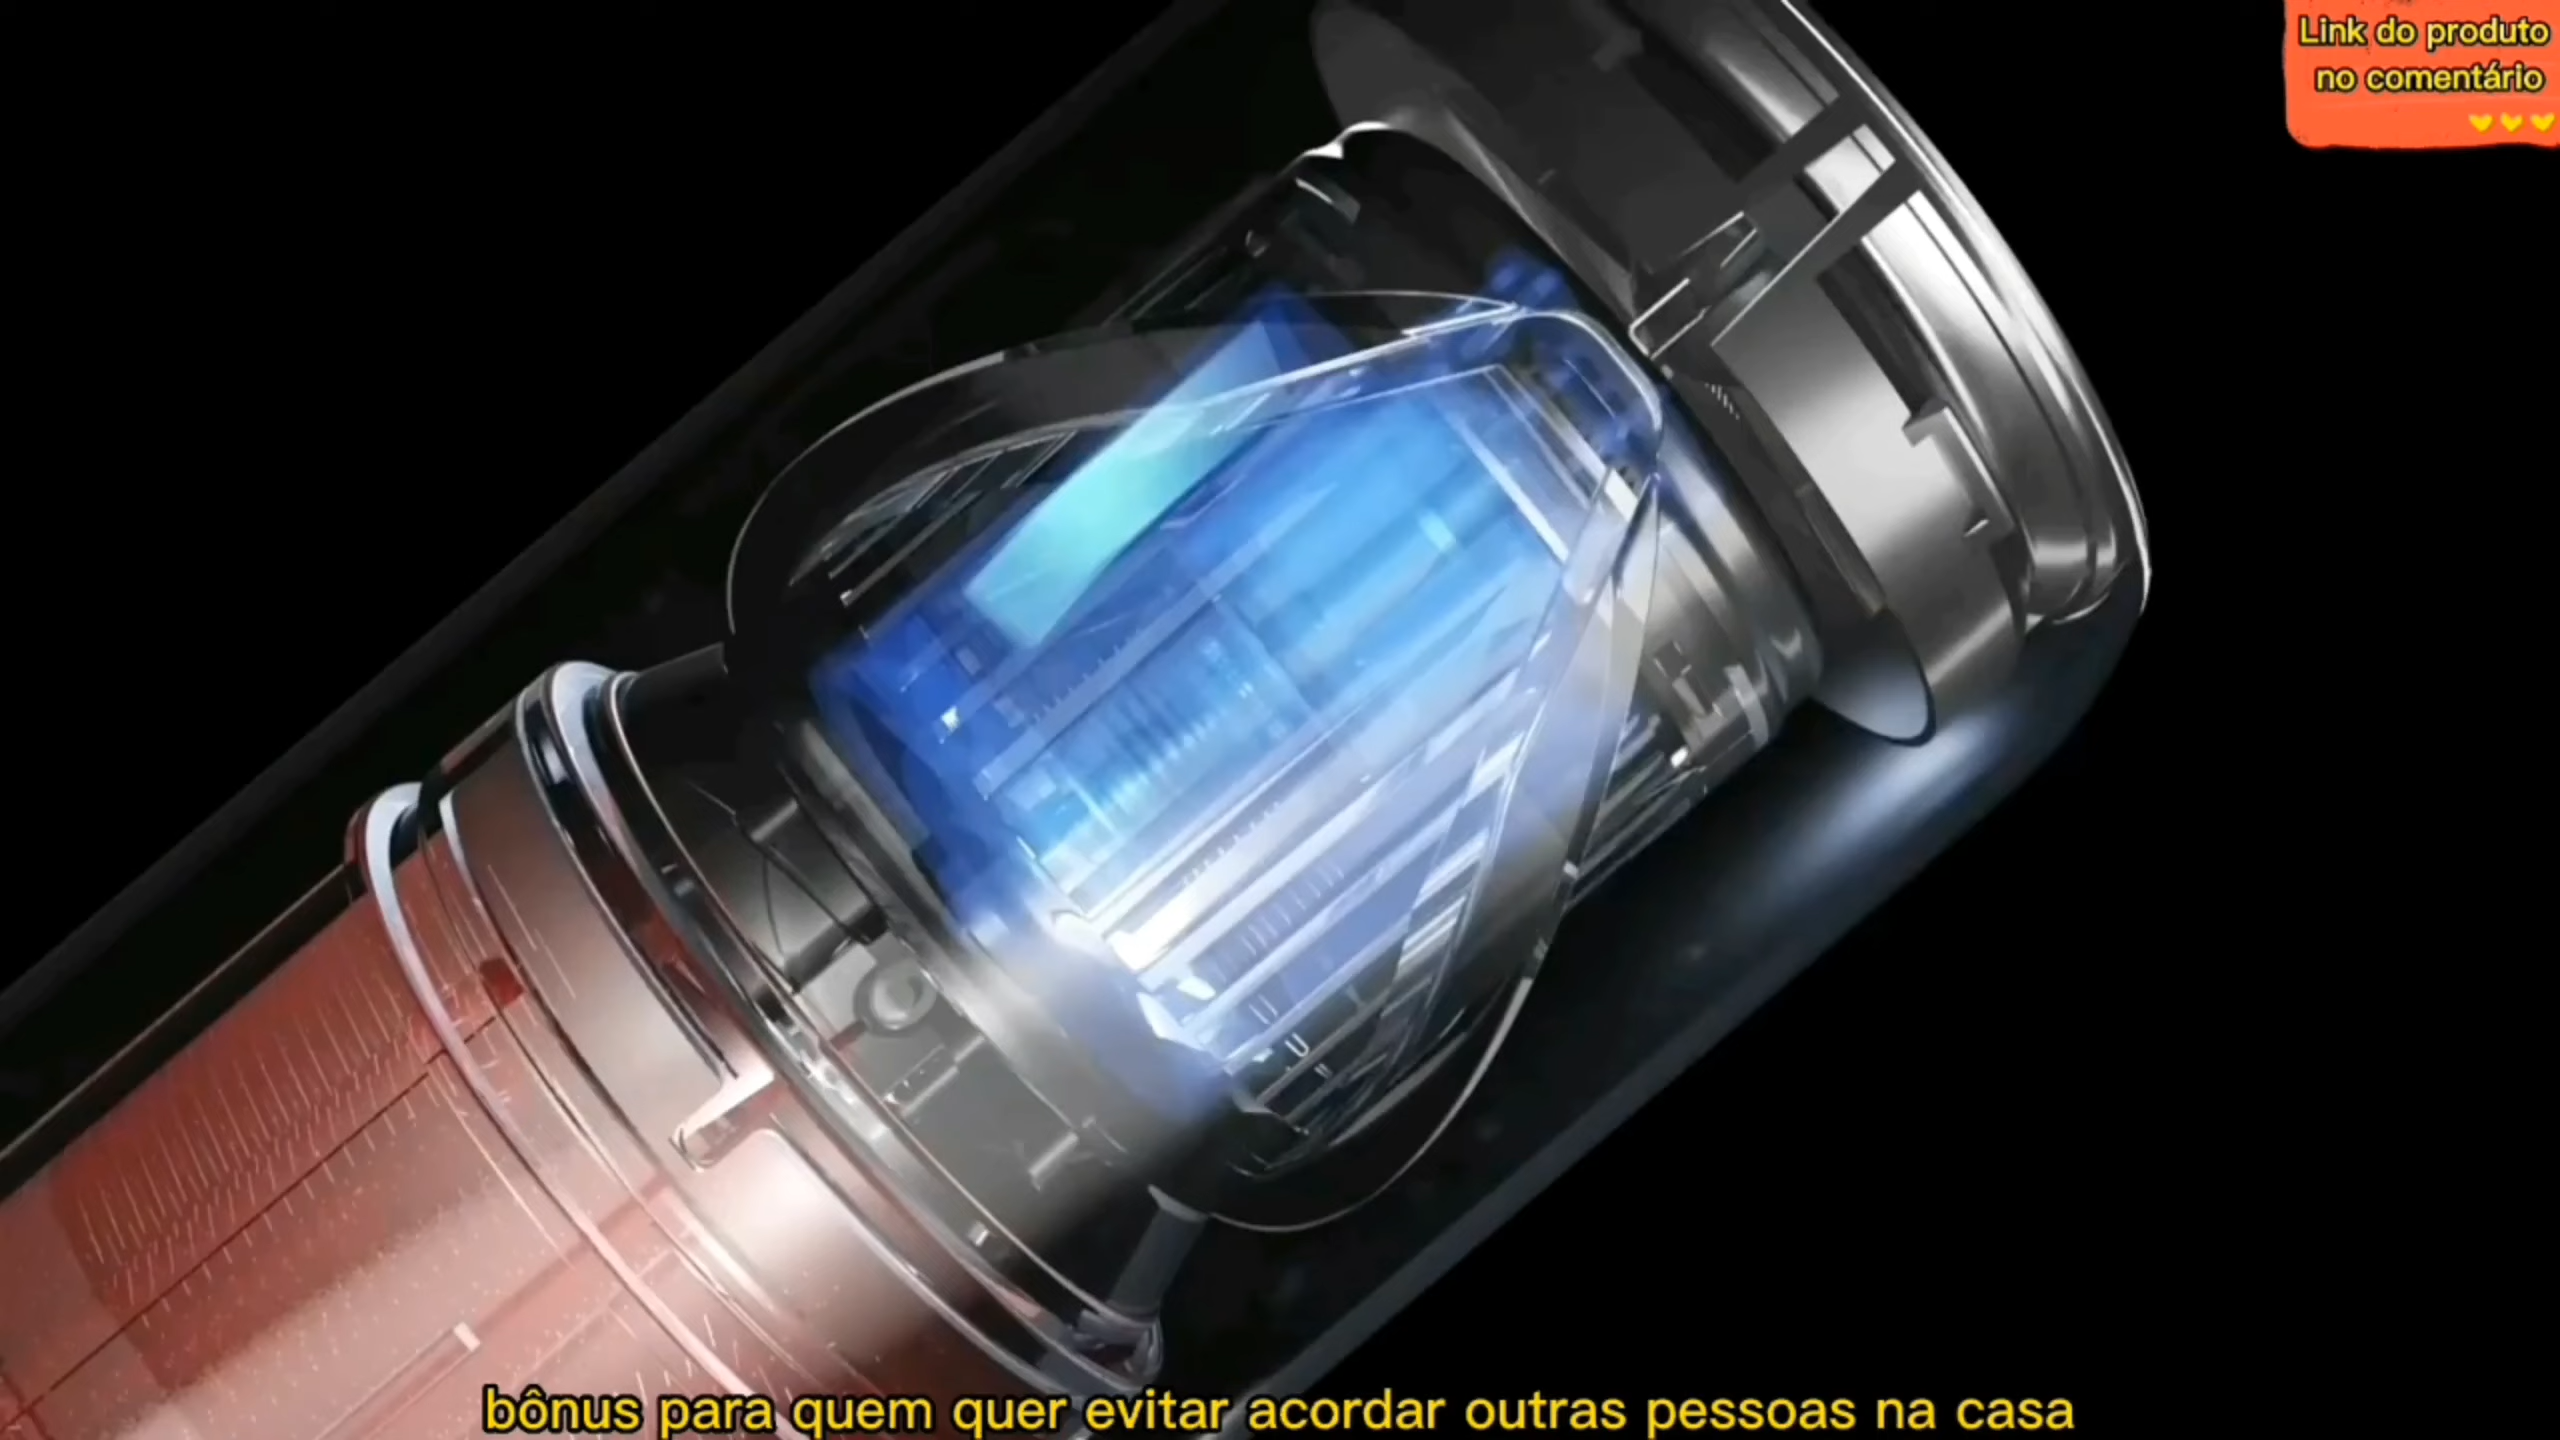 Link do produto
no comentário
bônus para quem quer evitar acordar outras pessoas na casa